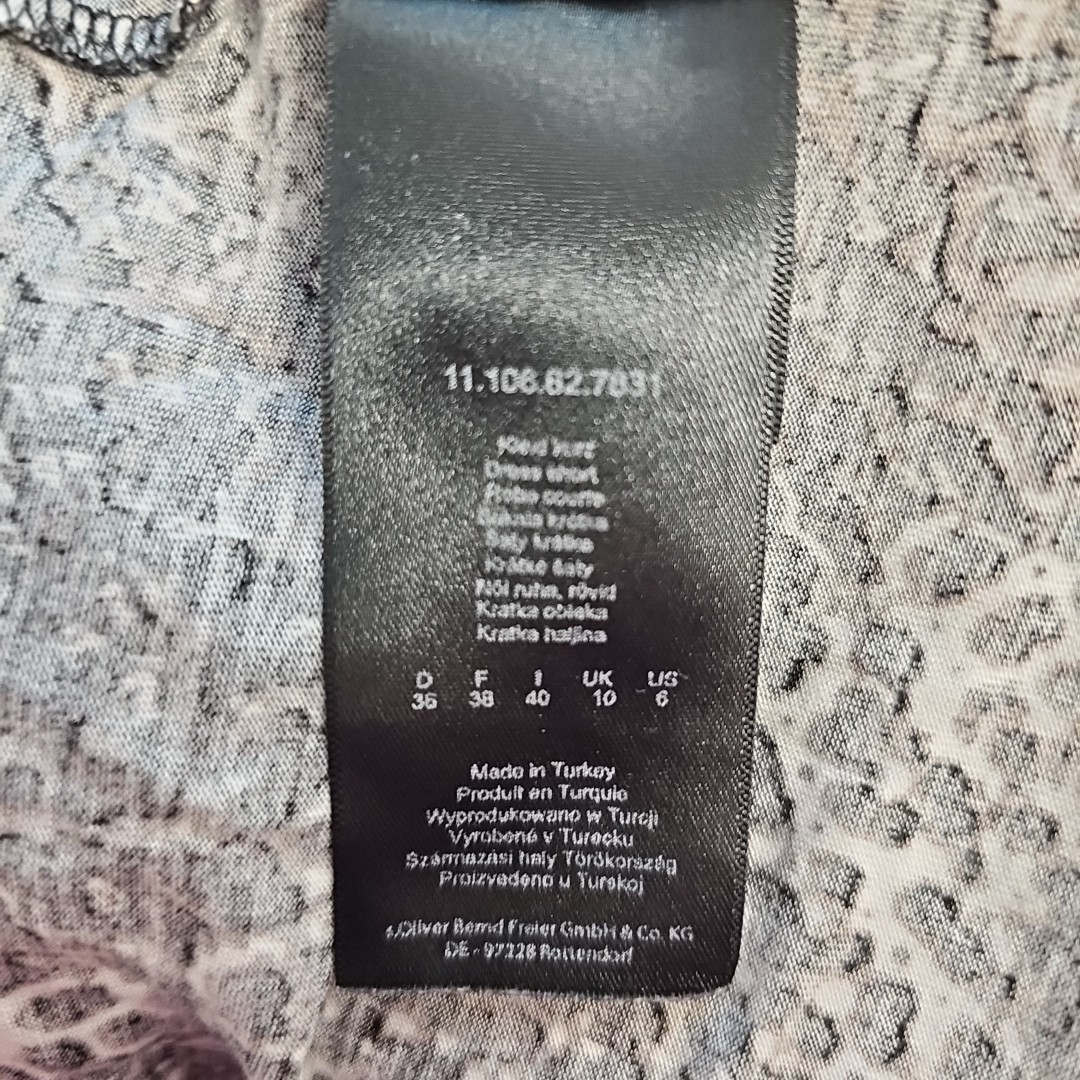 11.106.82.7831
Kleid kurz
Dress short
Robe courte
Suknia krótka
Šaty krátké
Krátke šaty
Női ruha, rövid
Kratka obleka
Kratka haljina
D F I UK US
36 38 40 10 6
Made in Turkey
Produit en Turquie
Wyprodukowano w Turcji
Vyrobené v Turecku
Származási hely Törökország
Proizvedeno u Turskoj
s.Oliver Bernd Freier GmbH & Co. KG
DE - 97228 Rottendorf